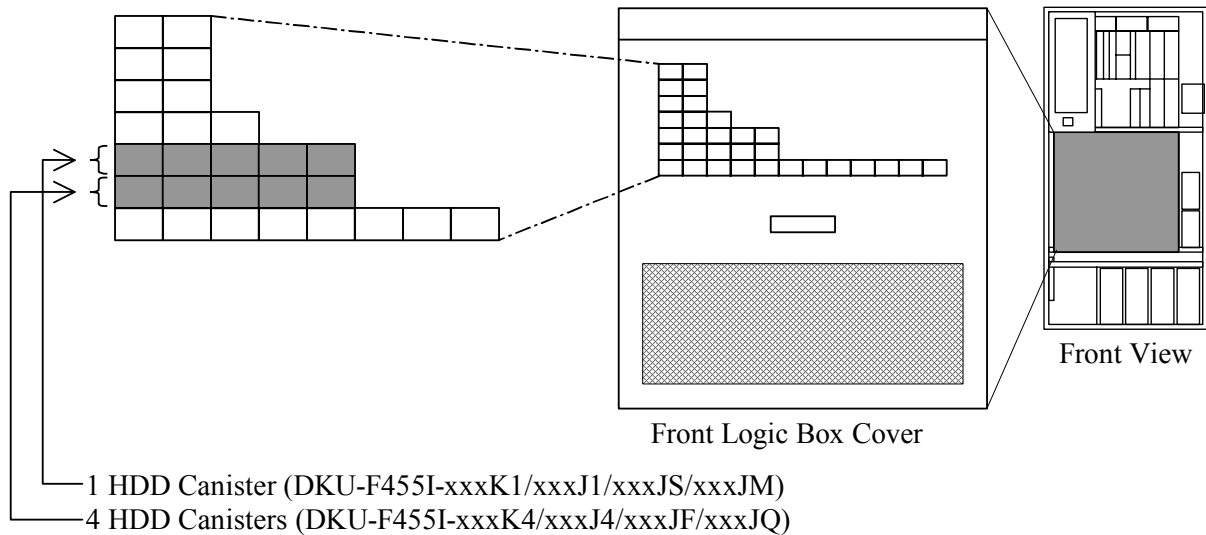 Front View
Front Logic Box Cover
1 HDD Canister (DKU-F455I-xxxK1/xxxJ1/xxxJS/xxxJM)
4 HDD Canisters (DKU-F455I-xxxK4/xxxJ4/xxxJF/xxxJQ)